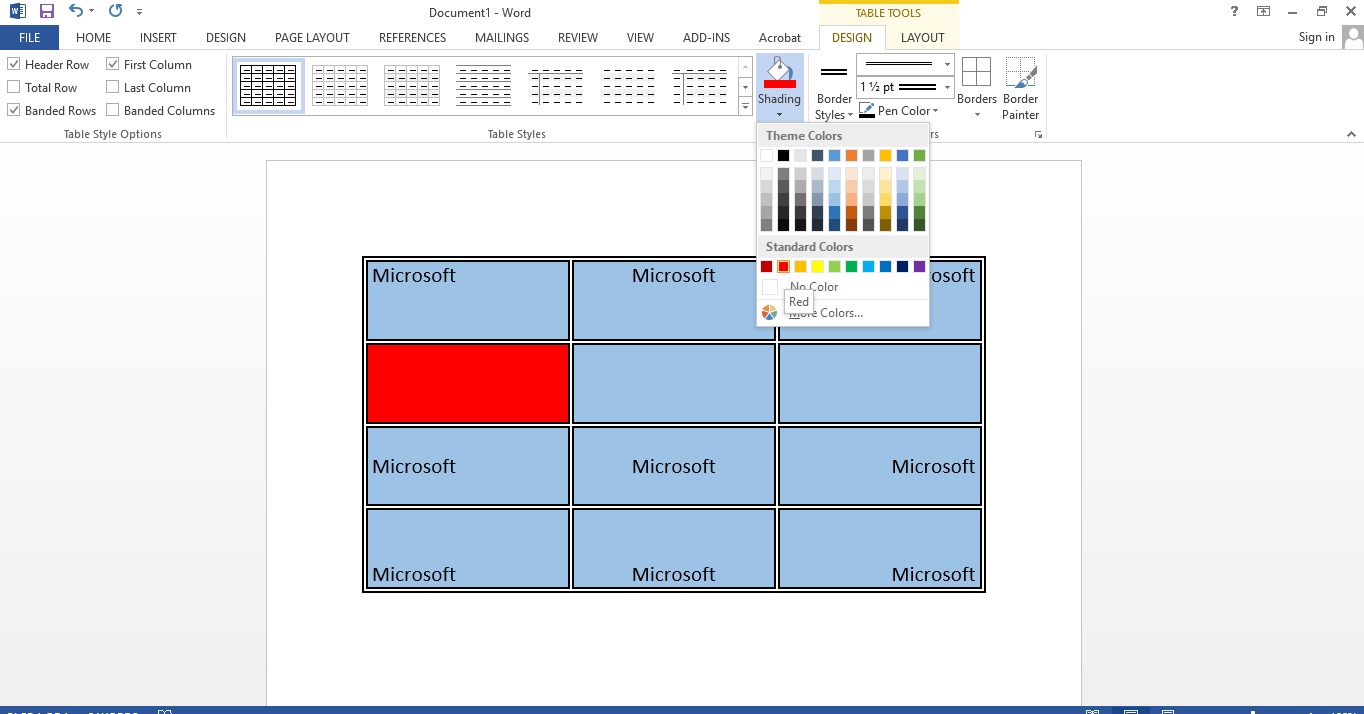 Document1 - Word
TABLE TOOLS
?
FILE HOME INSERT DESIGN PAGE LAYOUT REFERENCES MAILINGS REVIEW VIEW ADD-INS Acrobat DESIGN LAYOUT Sign in
Header Row First Column
Total Row Last Column
Banded Rows Banded Columns
Table Style Options
Table Styles
Shading
Border Styles
1 ½ pt
Pen Color
Borders
Border Painter
Theme Colors
Standard Colors
No Color
Red
More Colors...
Microsoft Microsoft
Microsoft Microsoft Microsoft
Microsoft Microsoft Microsoft